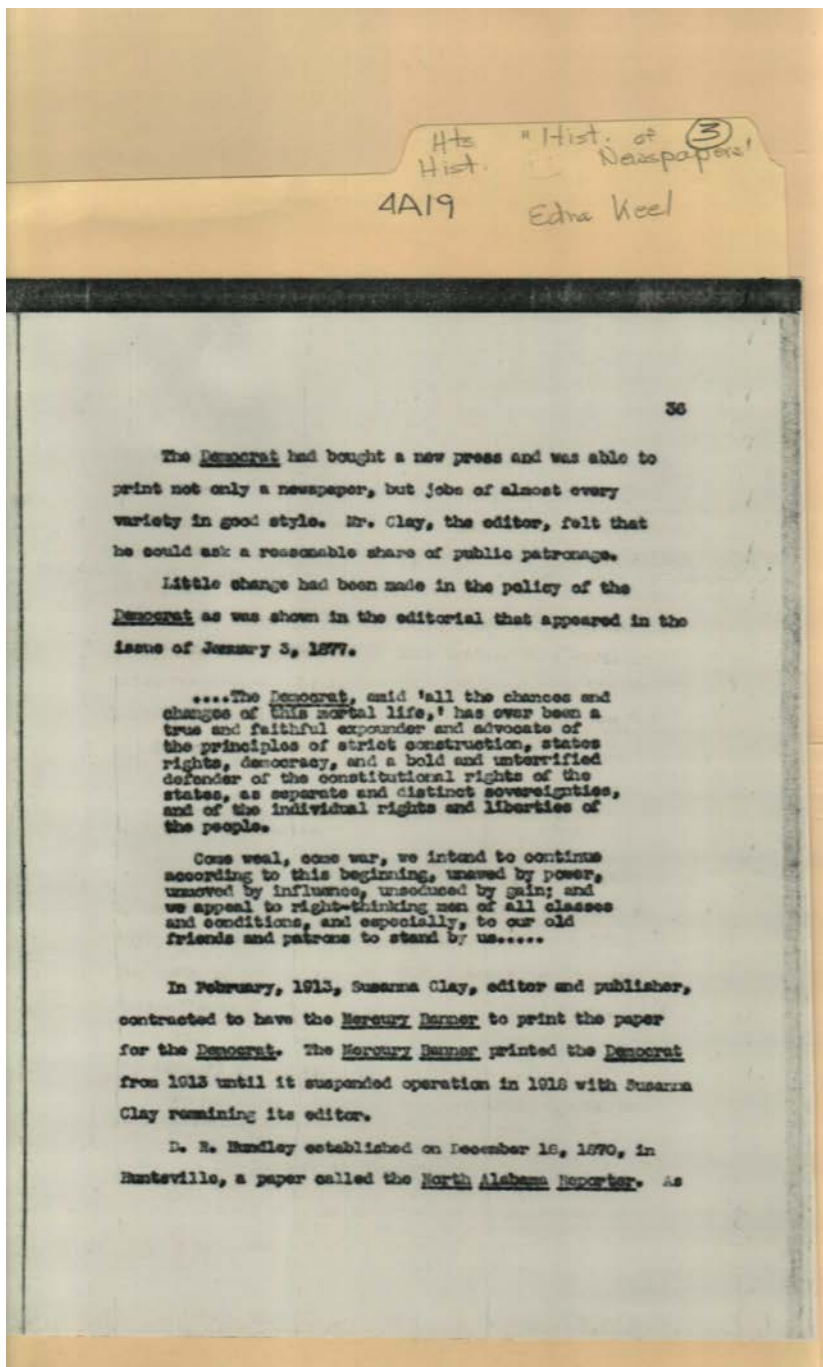 Hts "Hist. of 3
Hist. Newspapers'
4A19 Edna Keel
36
The Democrat had bought a new press and was able to
print not only a newspaper, but jobs of almost every
variety in good style. Mr. Clay, the editor, felt that
he could ask a reasonable share of public patronage.
Little change had been made in the policy of the
Democrat as was shown in the editorial that appeared in the
issue of January 3, 1877.
....The Democrat, amid 'all the chances and
changes of this mortal life,' has ever been a
true and faithful expounder and advocate of
the principles of strict construction, states
rights, democracy, and a bold and unterrified
defender of the constitutional rights of the
states, as separate and distinct sovereignties,
and of the individual rights and liberties of
the people.
Come weal, come war, we intend to continue
according to this beginning, unawed by power,
unmoved by influence, unseduced by gain; and
we appeal to right-thinking men of all classes
and conditions, and especially, to our old
friends and patrons to stand by us.....
In February, 1913, Susanna Clay, editor and publisher,
contracted to have the Mercury Banner to print the paper
for the Democrat. The Mercury Banner printed the Democrat
from 1913 until it suspended operation in 1918 with Susanna
Clay remaining its editor.
D. R. Hundley established on December 16, 1870, in
Huntsville, a paper called the North Alabama Reporter. As